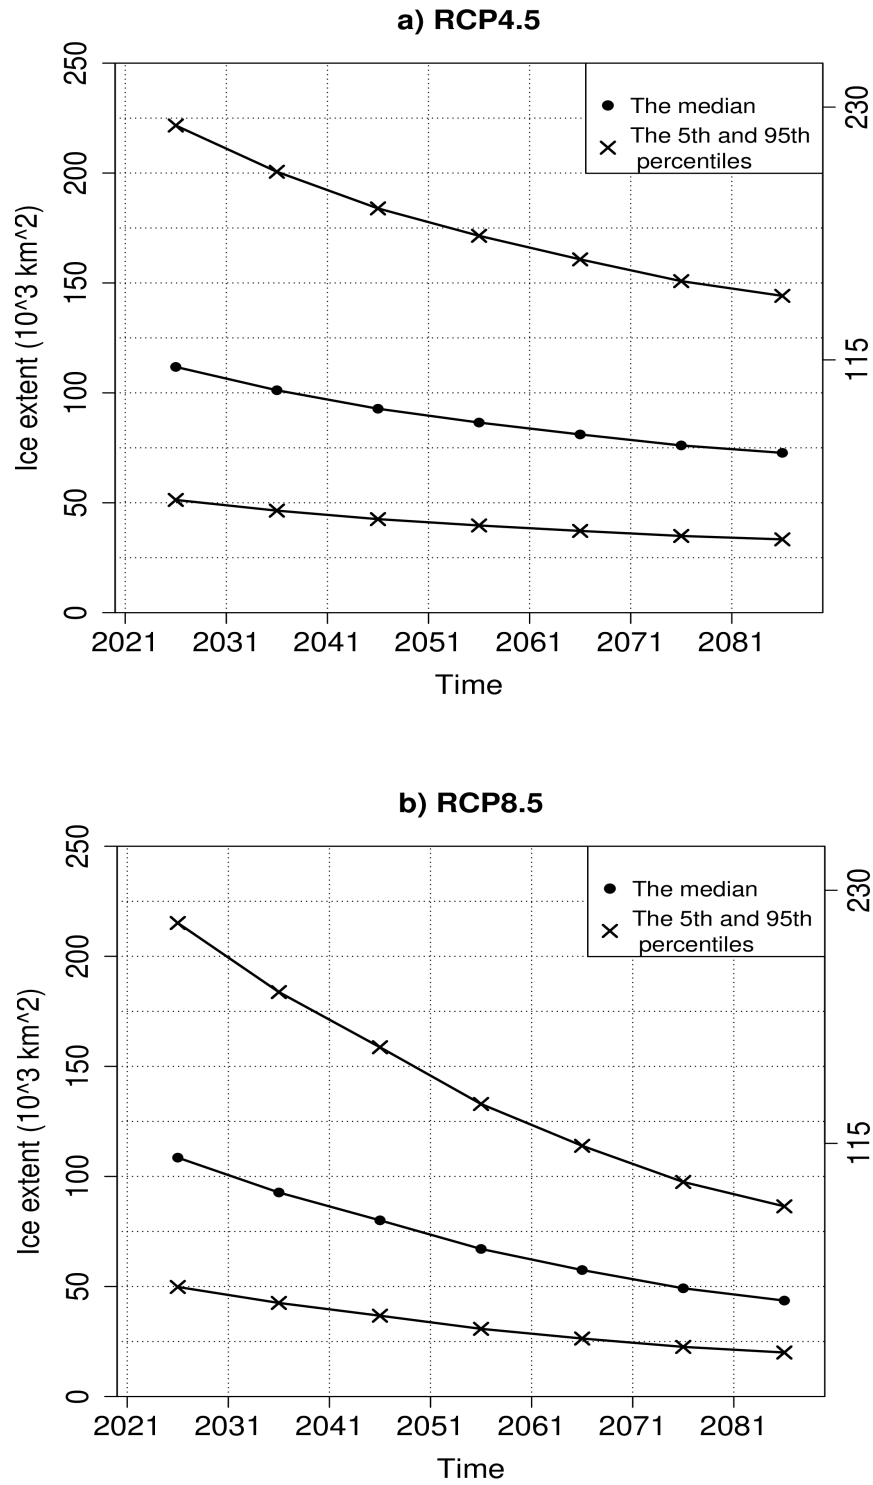 a) RCP4.5
250
200
150
100
50
0
Ice extent (10^3 km^2)
The median
The 5th and 95th
percentiles
230
115
2021 2031 2041 2051 2061 2071 2081
Time
b) RCP8.5
250
200
150
100
50
0
Ice extent (10^3 km^2)
The median
The 5th and 95th
percentiles
230
115
2021 2031 2041 2051 2061 2071 2081
Time